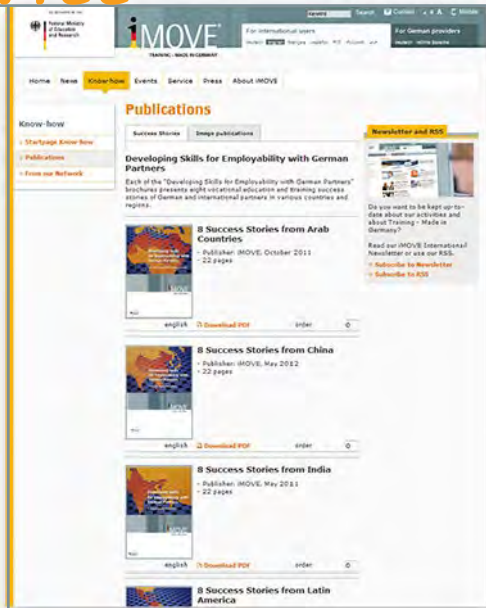 Federal Ministry
of Education
and Research
iMOVE
TRAINING - MADE IN GERMANY
Search
Contact
For international users
For German providers
english
Home News Know-how Events Service Press About iMOVE
Know-how
Startpage Know-how
Publications
From our Network
Publications
Success Stories Image publications
Developing Skills for Employability with German
Partners
Each of the "Developing Skills for Employability with German Partners"
brochures presents eight vocational education and training success
stories of German and international partners in various countries and
regions.
8 Success Stories from Arab
Countries
- Publisher: iMOVE, October 2011
- 22 pages
english Download PDF order 0
8 Success Stories from China
- Publisher: iMOVE, May 2012
- 22 pages
english Download PDF order 0
8 Success Stories from India
- Publisher: iMOVE, May 2011
- 22 pages
english Download PDF order 0
8 Success Stories from Latin
America
Newsletter and RSS
Do you want to be kept up-to-
date about our activities and
about Training - Made in
Germany?
Read our iMOVE International
Newsletter or use our RSS.
Subscribe to Newsletter
Subscribe to RSS